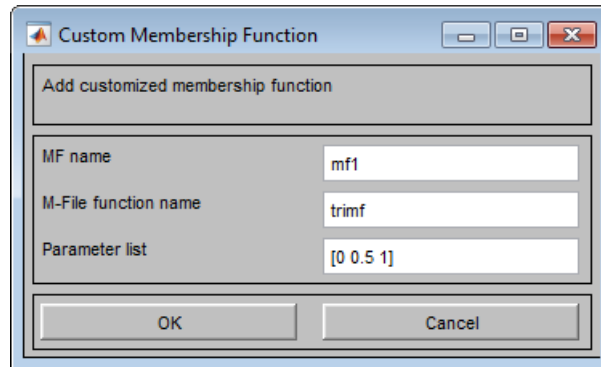 Custom Membership Function
Add customized membership function
MF name
mf1
M-File function name
trimf
Parameter list
[0 0.5 1]
OK
Cancel